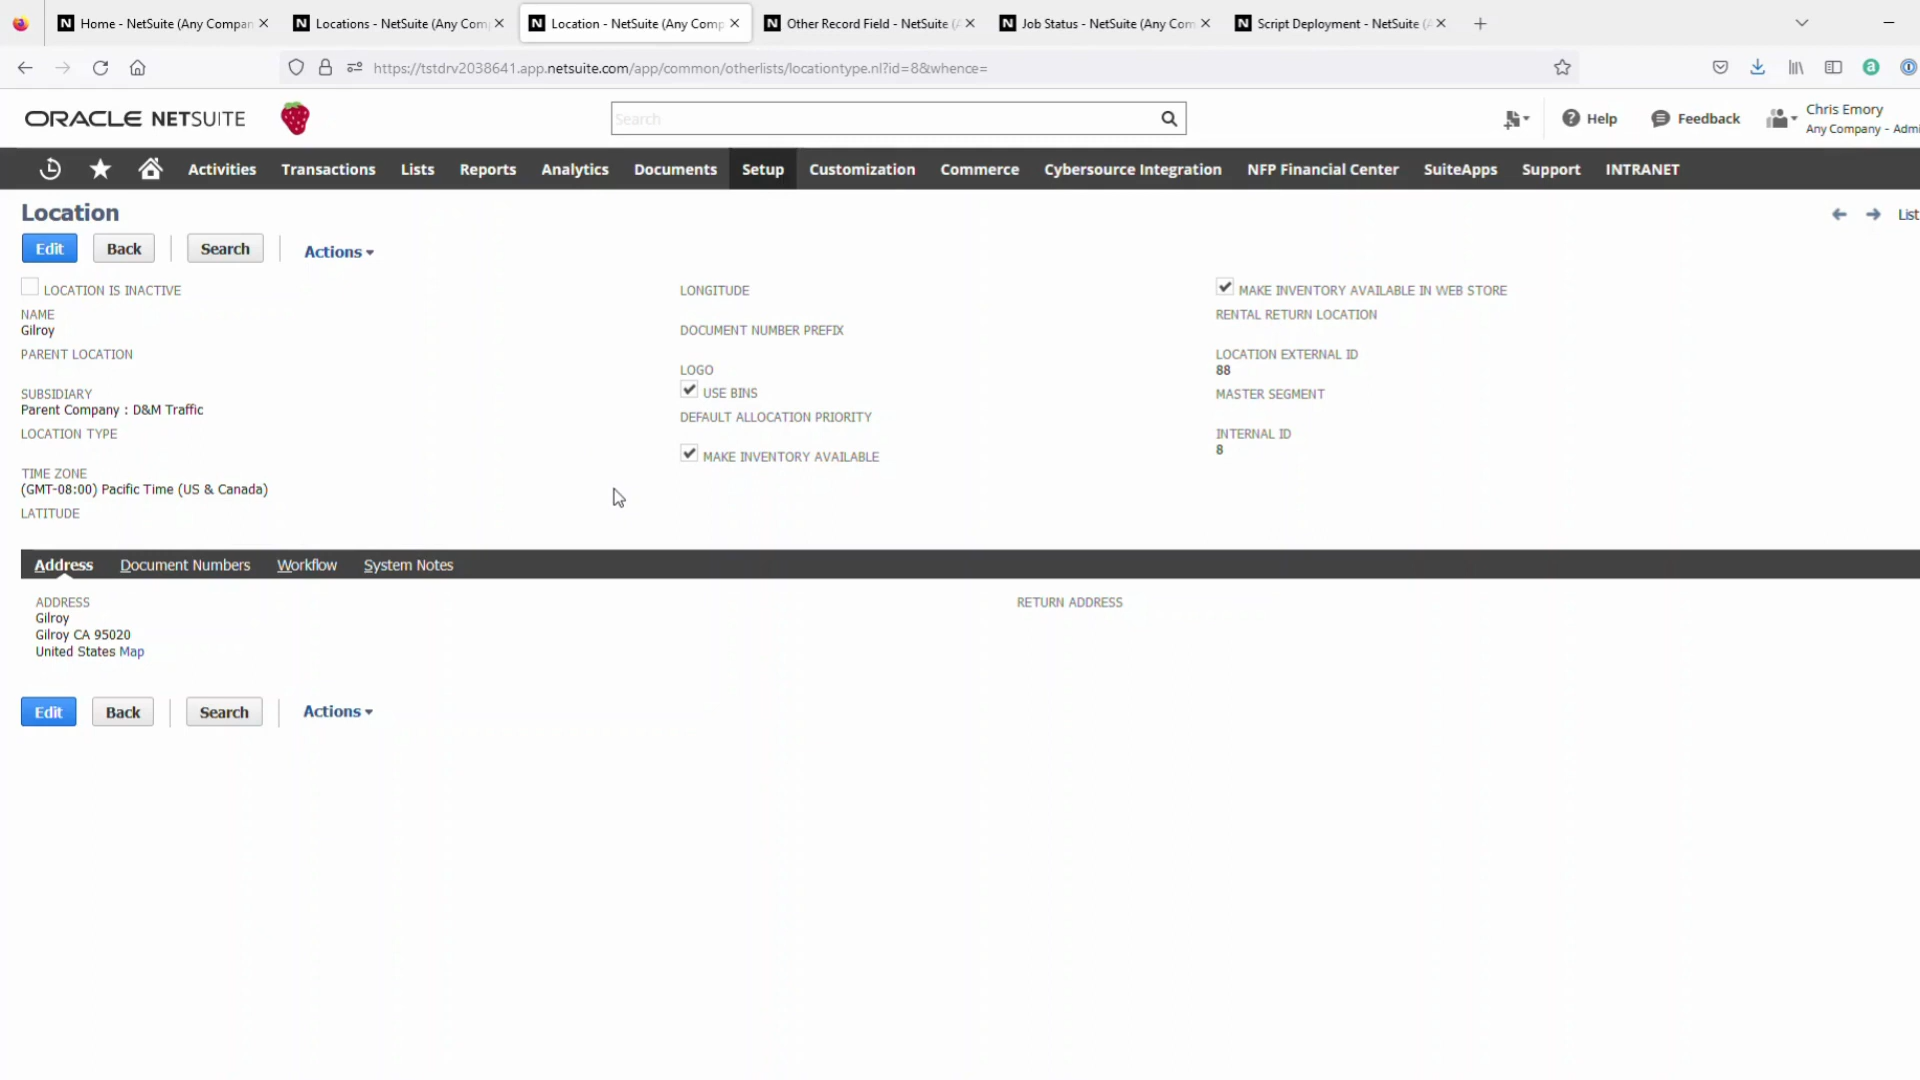 Home - NetSuite (Any Compan
Locations - NetSuite (Any Comp
Location - NetSuite (Any Comp
Other Record Field - NetSuite (A
Job Status - NetSuite (Any Com
Script Deployment - NetSuite (A
https://tstdrv2038641.app.netsuite.com/app/common/otherlists/locationtype.nl?id=8&whence=
ORACLE NETSUITE
Search
Help
Feedback
Chris Emory
Any Company - Admi
Activities
Transactions
Lists
Reports
Analytics
Documents
Setup
Customization
Commerce
Cybersource Integration
NFP Financial Center
SuiteApps
Support
INTRANET
Location
List
Edit
Back
Search
Actions
LOCATION IS INACTIVE
NAME
Gilroy
PARENT LOCATION
SUBSIDIARY
Parent Company : D&M Traffic
LOCATION TYPE
TIME ZONE
(GMT-08:00) Pacific Time (US & Canada)
LATITUDE
LONGITUDE
DOCUMENT NUMBER PREFIX
LOGO
USE BINS
DEFAULT ALLOCATION PRIORITY
MAKE INVENTORY AVAILABLE
MAKE INVENTORY AVAILABLE IN WEB STORE
RENTAL RETURN LOCATION
LOCATION EXTERNAL ID
88
MASTER SEGMENT
INTERNAL ID
8
Address
Document Numbers
Workflow
System Notes
ADDRESS
Gilroy
Gilroy CA 95020
United States Map
RETURN ADDRESS
Edit
Back
Search
Actions